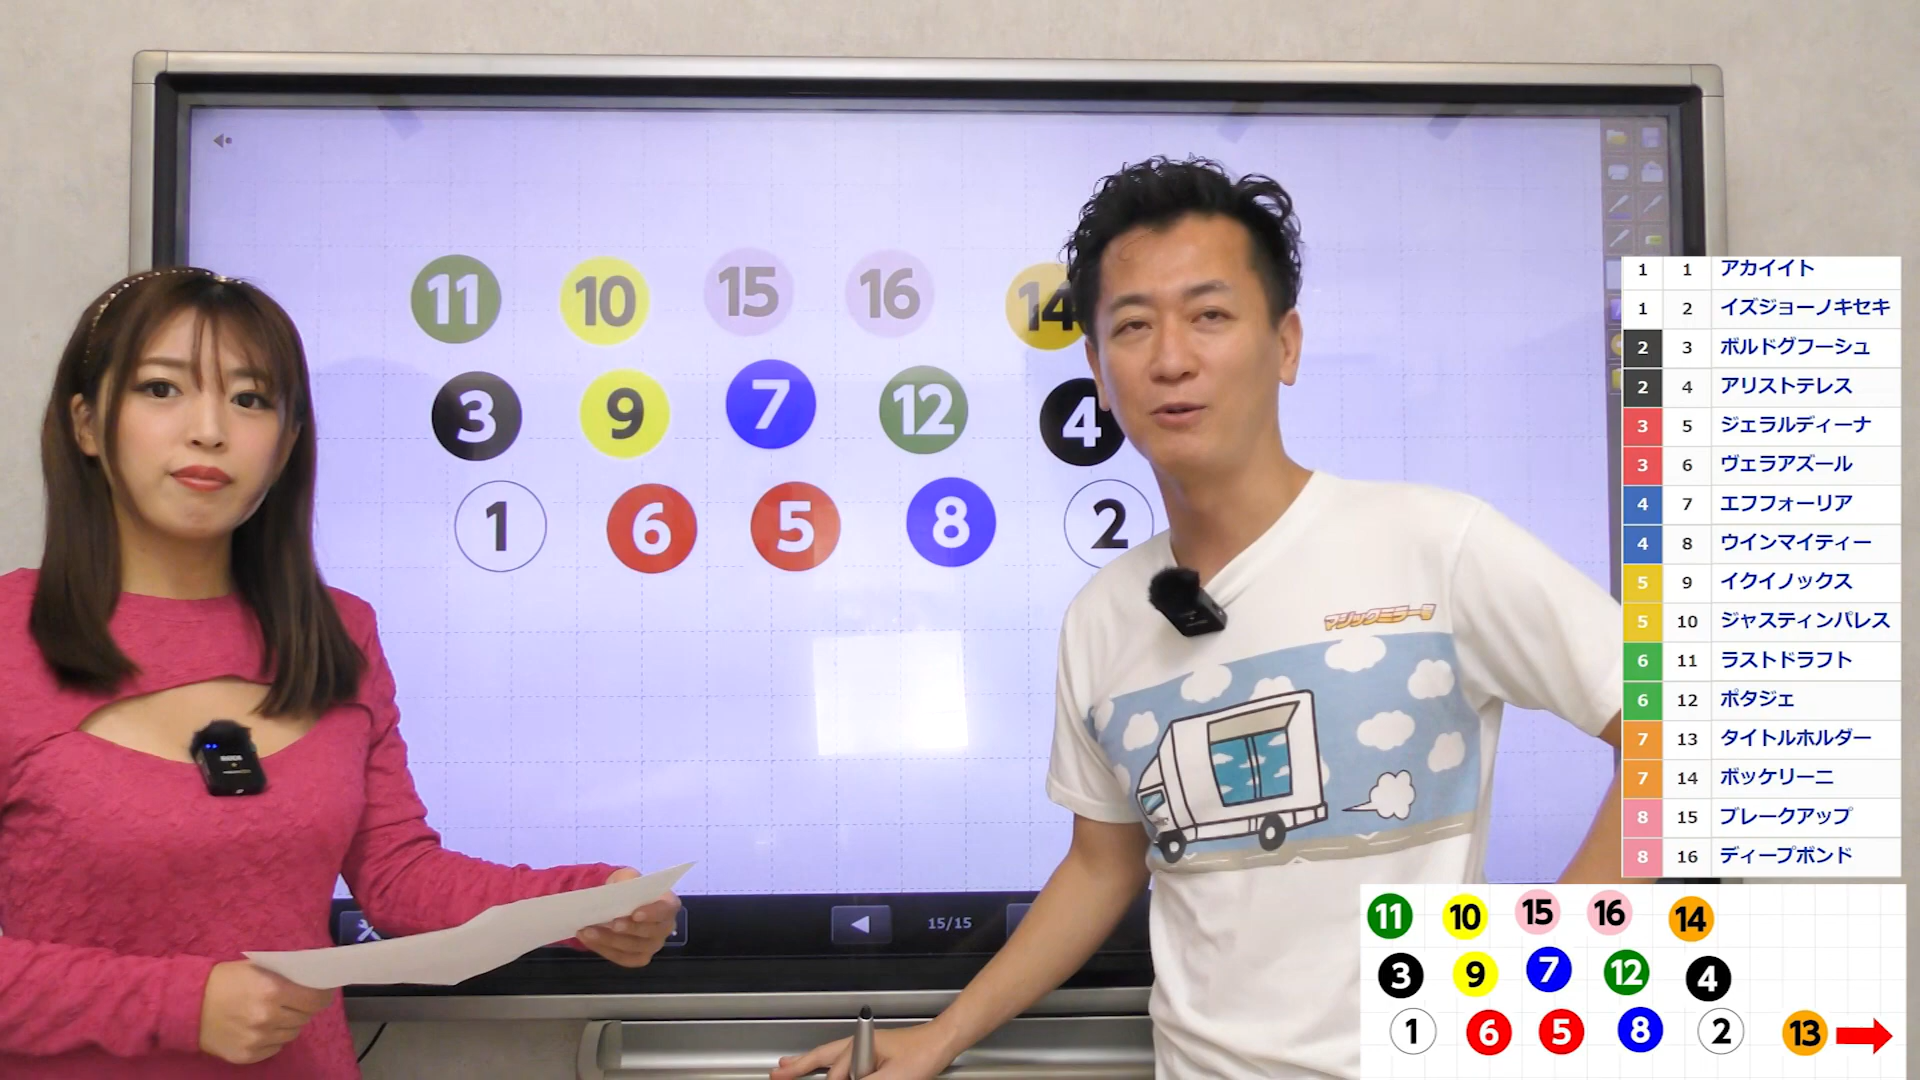 11 10 15 16 14
3 9 7 12 4
1 6 5 8 2
マジックミラー号
15/15
1 1 アカイイト
1 2 イズジョーノキセキ
2 3 ボルドグフーシュ
2 4 アリストテレス
3 5 ジェラルディーナ
3 6 ヴェラアズール
4 7 エフフォーリア
4 8 ウインマイティー
5 9 イクイノックス
5 10 ジャスティンパレス
6 11 ラストドラフト
6 12 ポタジェ
7 13 タイトルホルダー
7 14 ボッケリーニ
8 15 ブレークアップ
8 16 ディープボンド
11 10 15 16 14
3 9 7 12 4
1 6 5 8 2 13